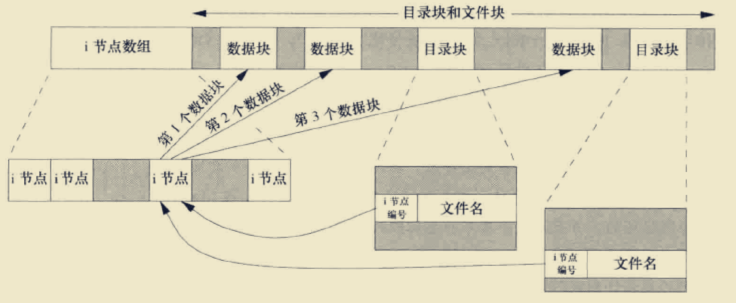 目录块和文件块
i 节点数组
数据块
数据块
目录块
数据块
目录块
第 1 个数据块
第 2 个数据块
第 3 个数据块
i 节点
i 节点
i 节点
i 节点
i 节点
编号
文件名
i 节点
编号
文件名